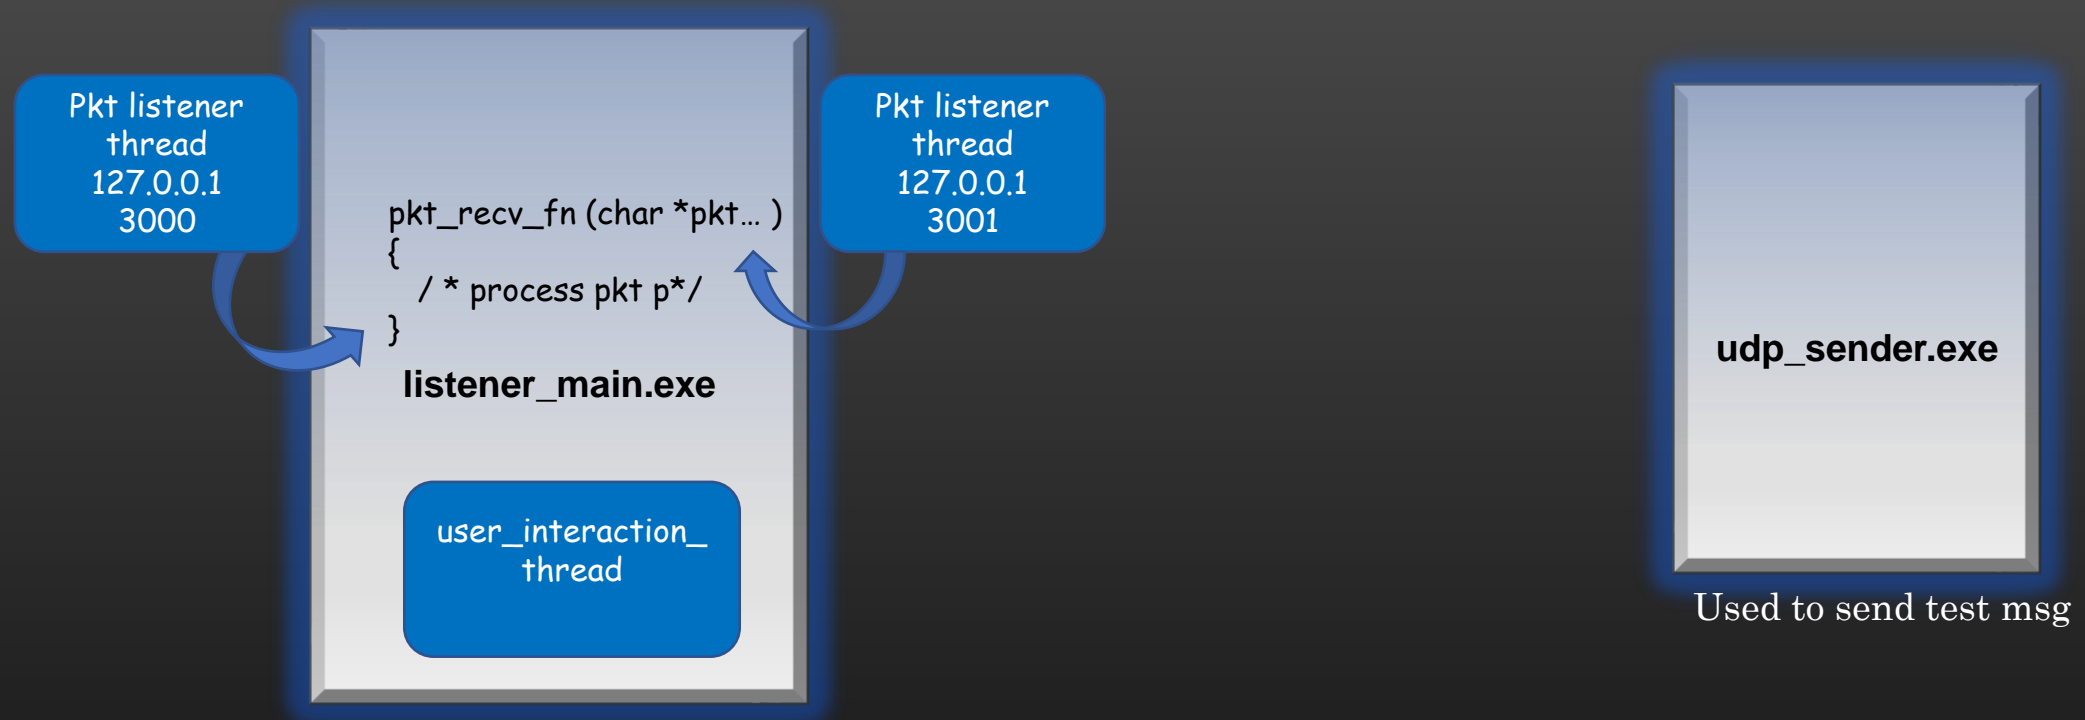 Pkt listener
thread
127.0.0.1
3000
pkt_recv_fn (char *pkt… )
{
/ * process pkt p*/
}
listener_main.exe
user_interaction_
thread
Pkt listener
thread
127.0.0.1
3001
udp_sender.exe
Used to send test msg